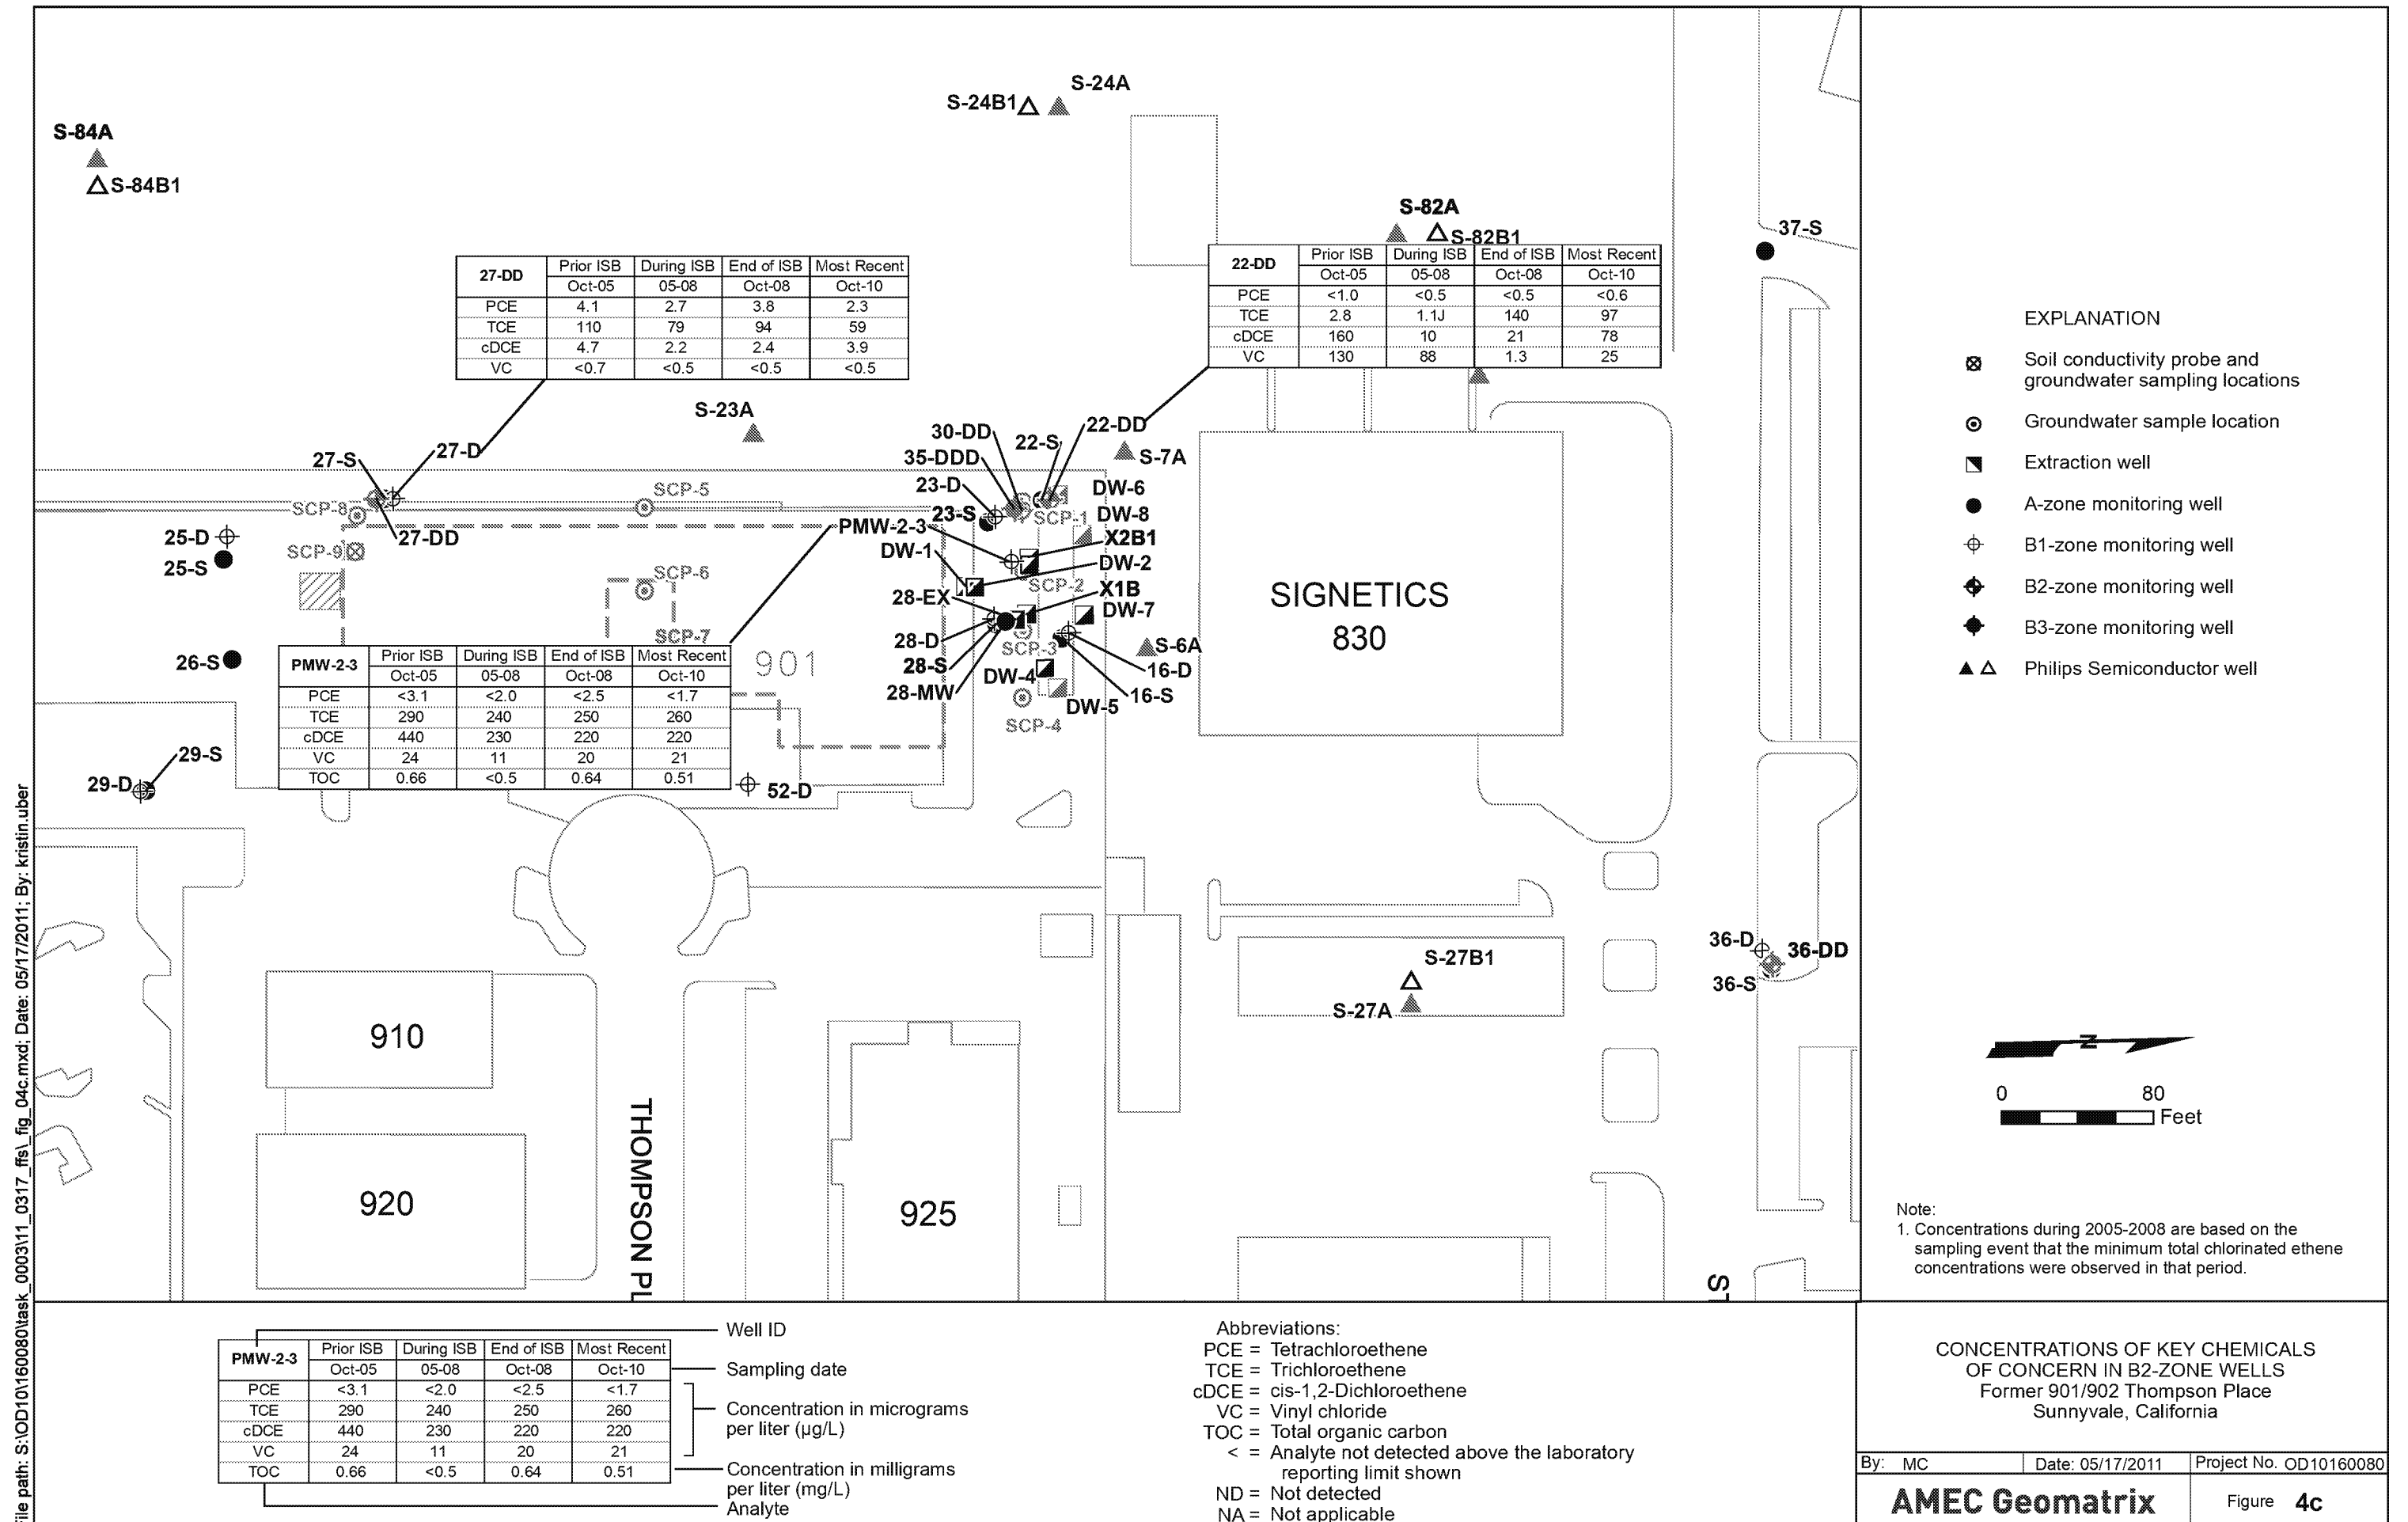 S-24A
S-24B1
S-84A
S-84B1
S-82A
S-82B1
37-S
27-DD Prior ISB During ISB End of ISB Most Recent
Oct-05 05-08 Oct-08 Oct-10
PCE 4.1 2.7 3.8 2.3
TCE 110 79 94 59
cDCE 4.7 2.2 2.4 3.9
VC <0.7 <0.5 <0.5 <0.5
22-DD Prior ISB During ISB End of ISB Most Recent
Oct-05 05-08 Oct-08 Oct-10
PCE <1.0 <0.5 <0.5 <0.6
TCE 2.8 1.1J 140 97
cDCE 160 10 21 78
VC 130 88 1.3 25
S-23A
30-DD
22-S
22-DD
35-DDD
S-7A
27-S
27-D
23-D
DW-6
SCP-5
SCP-8
23-S
SCP-1
DW-8
PMW-2-3
X2B1
25-D
27-DD
SCP-9
DW-1
DW-2
25-S
SCP-6
SCP-2
28-EX
X1B
DW-7
SCP-7
28-D
SCP-3
S-6A
26-S
901
28-S
16-D
DW-4
28-MW
16-S
DW-5
SCP-4
PMW-2-3 Prior ISB During ISB End of ISB Most Recent
Oct-05 05-08 Oct-08 Oct-10
PCE <3.1 <2.0 <2.5 <1.7
TCE 290 240 250 260
cDCE 440 230 220 220
VC 24 11 20 21
TOC 0.66 <0.5 0.64 0.51
29-S
29-D
52-D
SIGNETICS
830
36-D
36-DD
36-S
S-27B1
S-27A
910
920
925
THOMPSON PL
EXPLANATION
Soil conductivity probe and
groundwater sampling locations
Groundwater sample location
Extraction well
A-zone monitoring well
B1-zone monitoring well
B2-zone monitoring well
B3-zone monitoring well
Philips Semiconductor well
N
0 80
Feet
Note:
1. Concentrations during 2005-2008 are based on the
sampling event that the minimum total chlorinated ethene
concentrations were observed in that period.
File path: S:\OD10\160080\task_0003\11_0317_ffs\_fig_04c.mxd; Date: 05/17/2011; By: kristin.uber
Well ID
PMW-2-3 Prior ISB During ISB End of ISB Most Recent
Oct-05 05-08 Oct-08 Oct-10
Sampling date
PCE <3.1 <2.0 <2.5 <1.7
TCE 290 240 250 260
cDCE 440 230 220 220
VC 24 11 20 21
TOC 0.66 <0.5 0.64 0.51
Concentration in micrograms
per liter (µg/L)
Concentration in milligrams
per liter (mg/L)
Analyte
Abbreviations:
PCE = Tetrachloroethene
TCE = Trichloroethene
cDCE = cis-1,2-Dichloroethene
VC = Vinyl chloride
TOC = Total organic carbon
< = Analyte not detected above the laboratory
reporting limit shown
ND = Not detected
NA = Not applicable
CONCENTRATIONS OF KEY CHEMICALS
OF CONCERN IN B2-ZONE WELLS
Former 901/902 Thompson Place
Sunnyvale, California
By: MC Date: 05/17/2011 Project No. OD10160080
AMEC Geomatrix Figure 4c